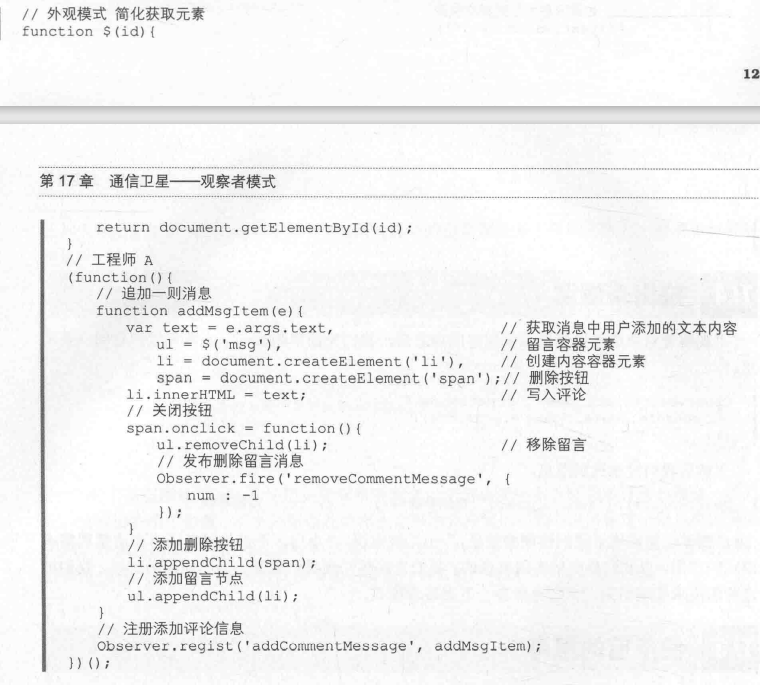 // 外观模式 简化获取元素
function $(id){
12
第 17 章 通信卫星——观察者模式
return document.getElementById(id);
}
// 工程师 A
(function(){
// 追加一则消息
function addMsgItem(e){
var text = e.args.text, // 获取消息中用户添加的文本内容
ul = $('msg'), // 留言容器元素
li = document.createElement('li'), // 创建内容容器元素
span = document.createElement('span');// 删除按钮
li.innerHTML = text; // 写入评论
// 关闭按钮
span.onclick = function(){
ul.removeChild(li); // 移除留言
// 发布删除留言消息
Observer.fire('removeCommentMessage', {
num : -1
});
}
// 添加删除按钮
li.appendChild(span);
// 添加留言节点
ul.appendChild(li);
}
// 注册添加评论信息
Observer.regist('addCommentMessage', addMsgItem);
})();